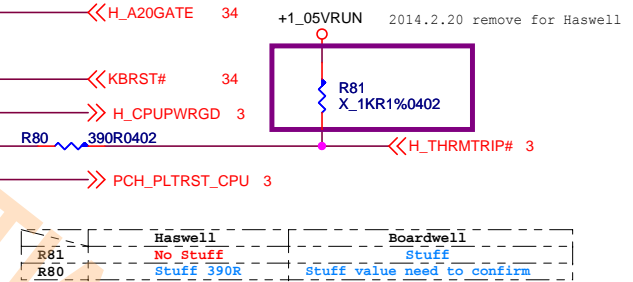 H_A20GATE 34
+1_05VRUN
2014.2.20 remove for Haswell
KBRST# 34
R81
X_1KR1%0402
H_CPUPWRGD 3
R80 390R0402
H_THRMTRIP# 3
PCH_PLTRST_CPU 3
Haswell Boardwell
R81 No Stuff Stuff
R80 Stuff 390R Stuff value need to confirm